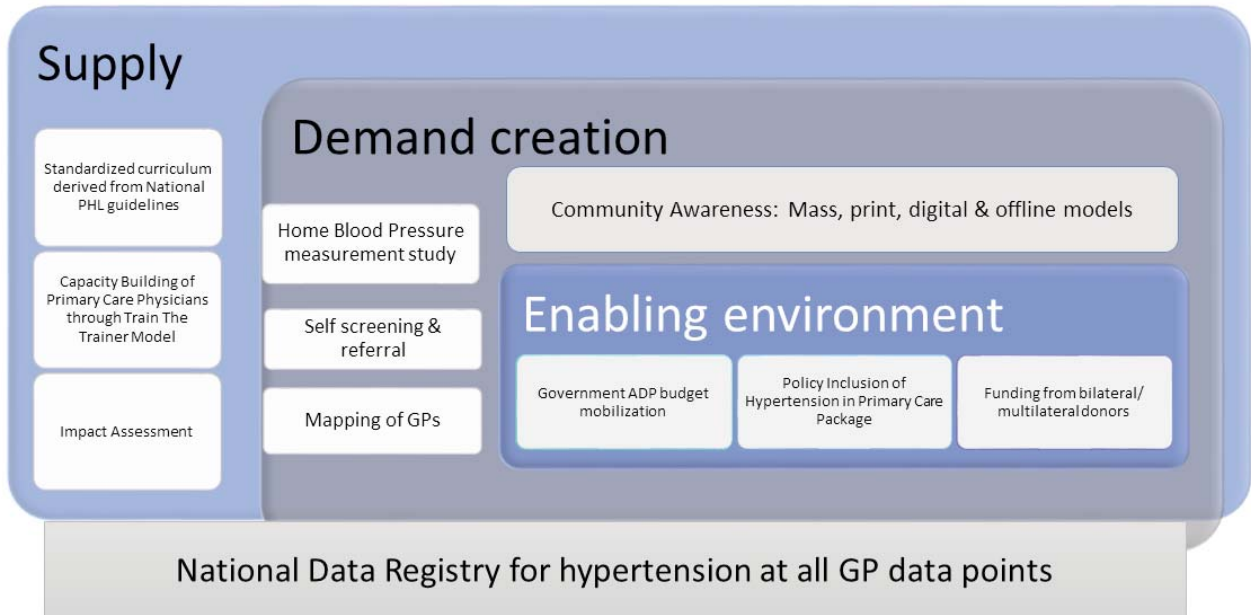 Supply
Standardized curriculum
derived from National
PHL guidelines
Capacity Building of
Primary Care Physicians
through Train The
Trainer Model
Impact Assessment
Demand creation
Home Blood Pressure
measurement study
Self screening &
referral
Mapping of GPs
Community Awareness: Mass, print, digital & offline models
Enabling environment
Government ADP budget
mobilization
Policy Inclusion of
Hypertension in Primary Care
Package
Funding from bilateral/
multilateral donors
National Data Registry for hypertension at all GP data points